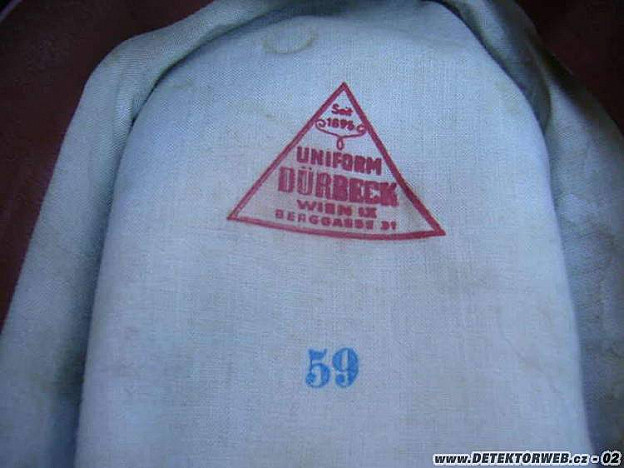 Seit
1895
UNIFORM
DÜRBECK
WIEN IX
BERGGASSE 31
59
www.DETEKTORWEB.cz - 02